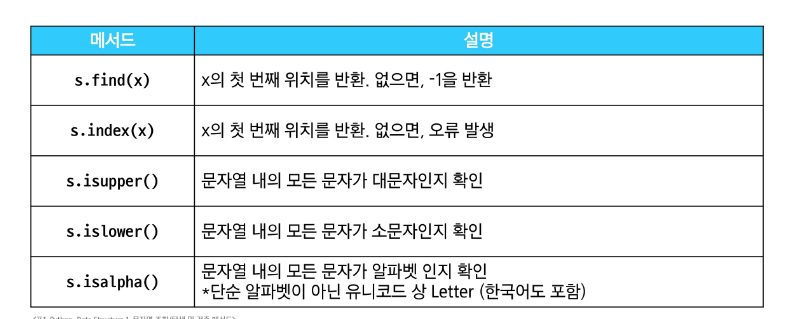 메서드 설명
s.find(x) x의 첫 번째 위치를 반환. 없으면, -1을 반환
s.index(x) x의 첫 번째 위치를 반환. 없으면, 오류 발생
s.isupper() 문자열 내의 모든 문자가 대문자인지 확인
s.islower() 문자열 내의 모든 문자가 소문자인지 확인
s.isalpha() 문자열 내의 모든 문자가 알파벳 인지 확인
*단순 알파벳이 아닌 유니코드 상 Letter (한국어도 포함)